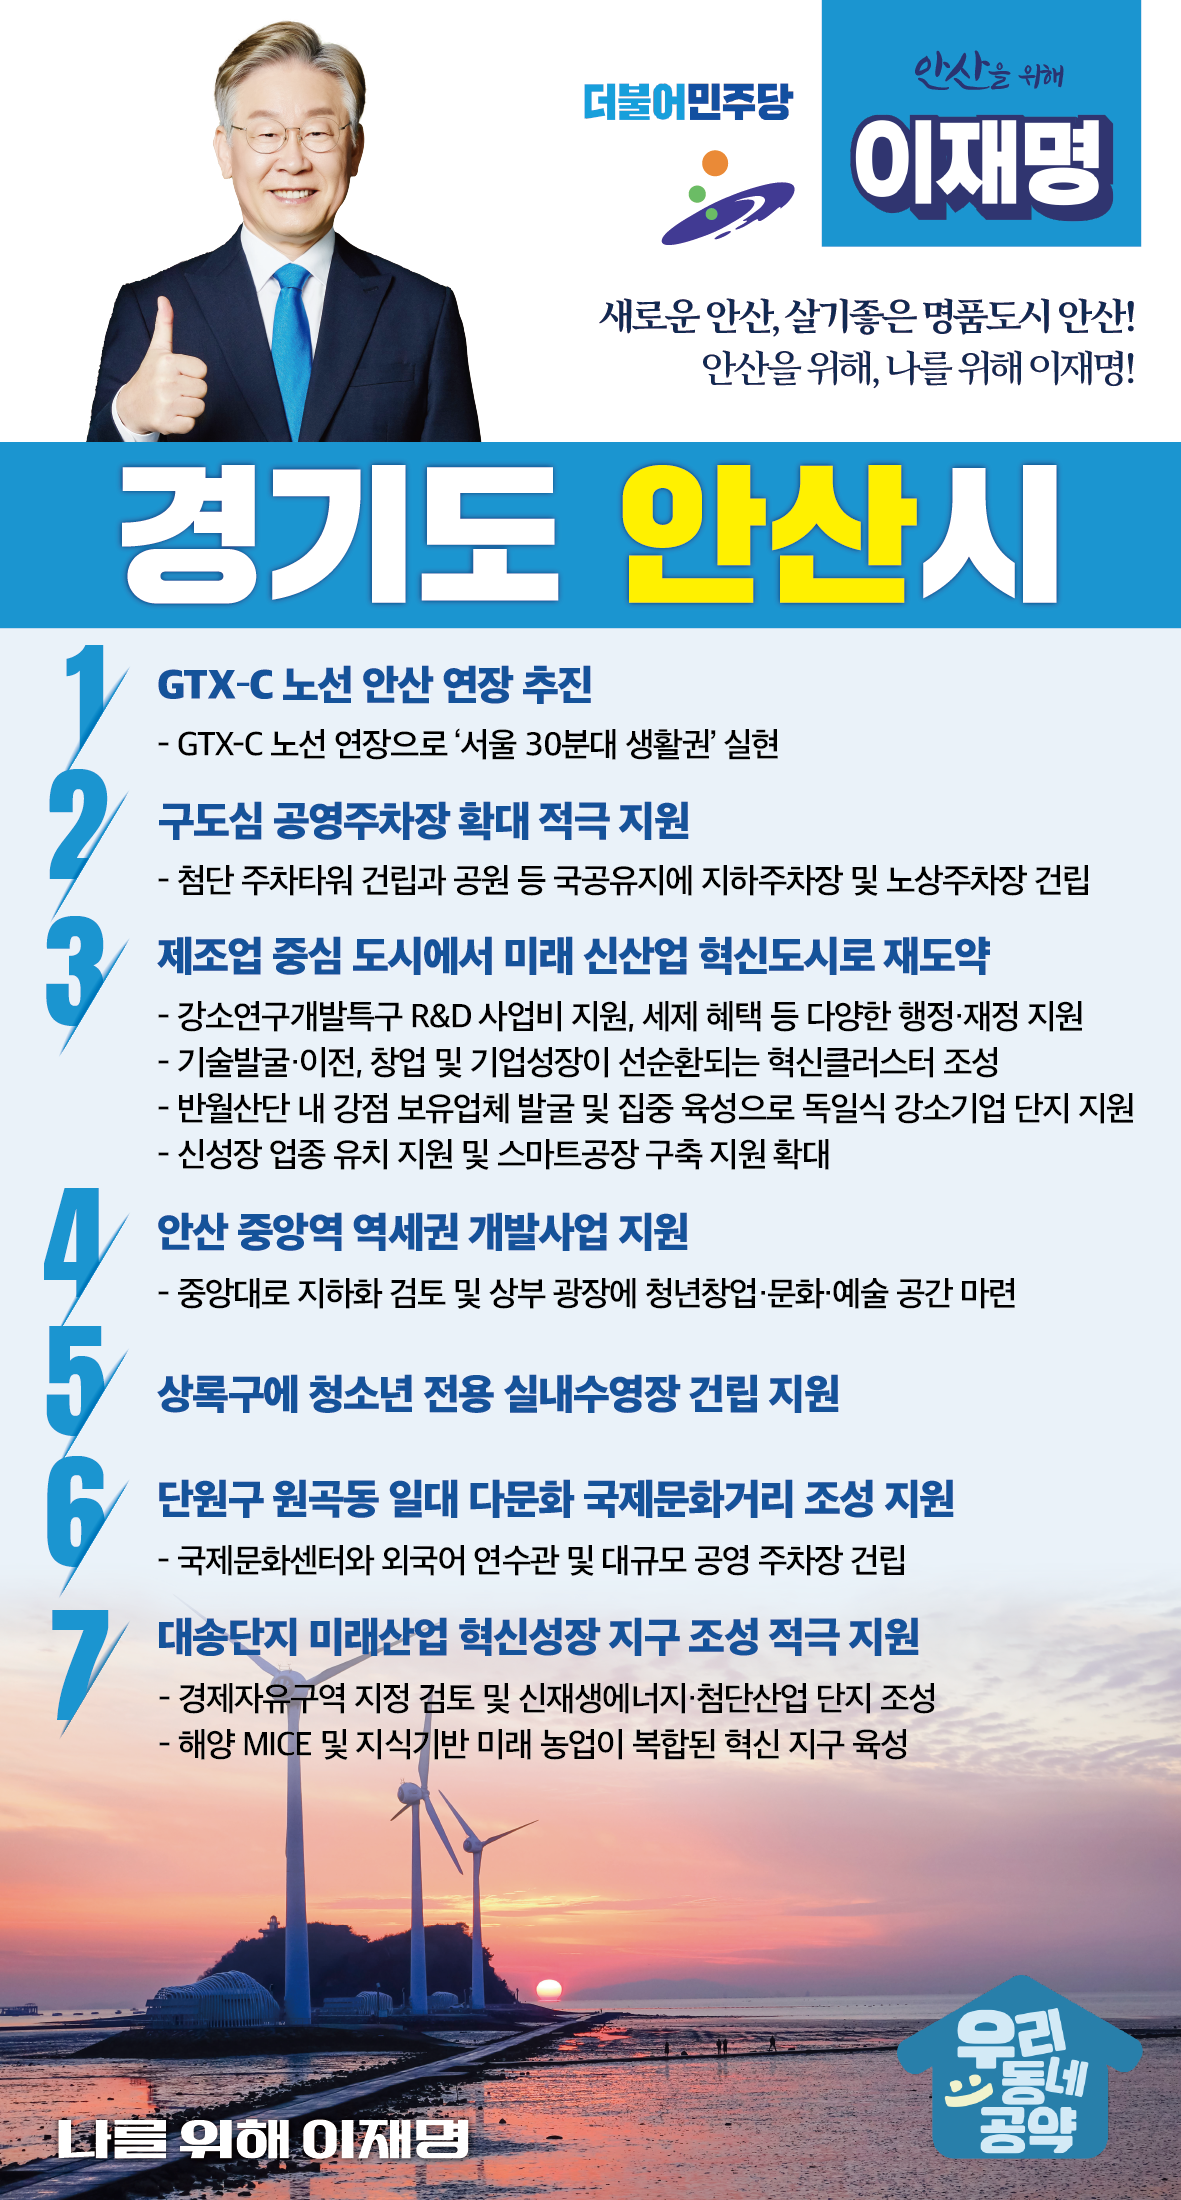 더불어민주당
안산을 위해
이재명
새로운 안산, 살기좋은 명품도시 안산!
안산을 위해, 나를 위해 이재명!
경기도 안산시
1
GTX-C 노선 안산 연장 추진
- GTX-C 노선 연장으로 ‘서울 30분대 생활권’ 실현
2
구도심 공영주차장 확대 적극 지원
- 첨단 주차타워 건립과 공원 등 국공유지에 지하주차장 및 노상주차장 건립
3
제조업 중심 도시에서 미래 신산업 혁신도시로 재도약
- 강소연구개발특구 R&D 사업비 지원, 세제 혜택 등 다양한 행정·재정 지원
- 기술발굴·이전, 창업 및 기업성장이 선순환되는 혁신클러스터 조성
- 반월산단 내 강점 보유업체 발굴 및 집중 육성으로 독일식 강소기업 단지 지원
- 신성장 업종 유치 지원 및 스마트공장 구축 지원 확대
4
안산 중앙역 역세권 개발사업 지원
- 중앙대로 지하화 검토 및 상부 광장에 청년창업·문화·예술 공간 마련
5
상록구에 청소년 전용 실내수영장 건립 지원
6
단원구 원곡동 일대 다문화 국제문화거리 조성 지원
- 국제문화센터와 외국어 연수관 및 대규모 공영 주차장 건립
7
대송단지 미래산업 혁신성장 지구 조성 적극 지원
- 경제자유구역 지정 검토 및 신재생에너지·첨단산업 단지 조성
- 해양 MICE 및 지식기반 미래 농업이 복합된 혁신 지구 육성
우리
동네
공약
나를 위해 이재명